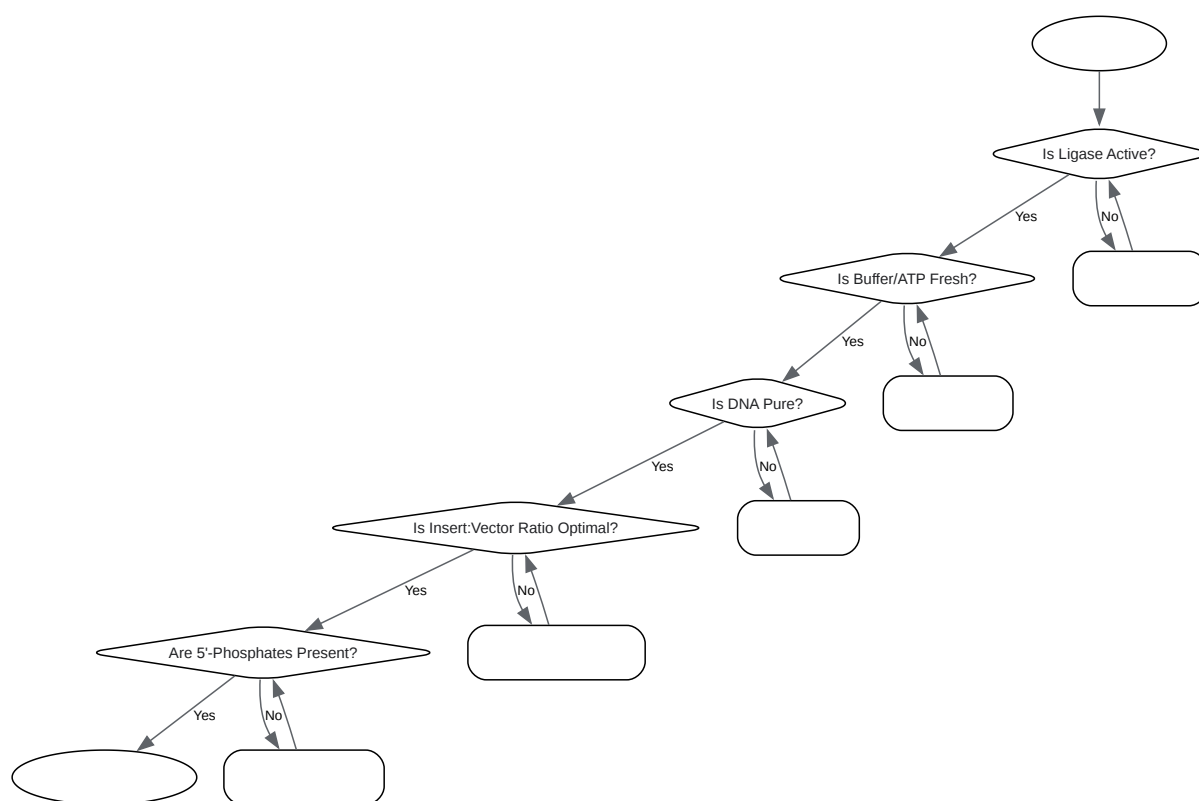 Is Ligase Active?
Yes
No
Is Buffer/ATP Fresh?
Yes
No
Is DNA Pure?
Yes
No
Is Insert:Vector Ratio Optimal?
Yes
No
Are 5'-Phosphates Present?
Yes
No